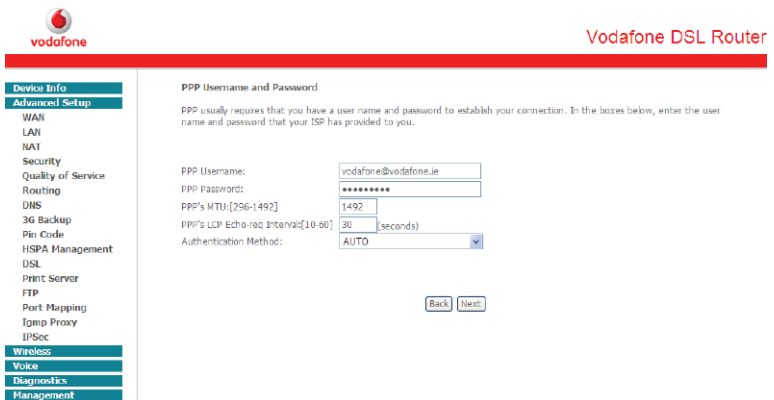 vodafone
Vodafone DSL Router
Device Info
Advanced Setup
WAN
LAN
NAT
Security
Quality of Service
Routing
DNS
3G Backup
Pin Code
HSPA Management
DSL
Print Server
FTP
Port Mapping
Igmp Proxy
IPSec
Wireless
Voice
Diagnostics
Management
PPP Username and Password
PPP usually requires that you have a user name and password to establish your connection. In the boxes below, enter the user
name and password that your ISP has provided to you.
PPP Username: vodafone@vodafone.ie
PPP Password: •••••••••
PPP's MTU:[296-1492] 1492
PPP's LCP Echo-req Interval:[10-60] 30 (seconds)
Authentication Method: AUTO
Back Next